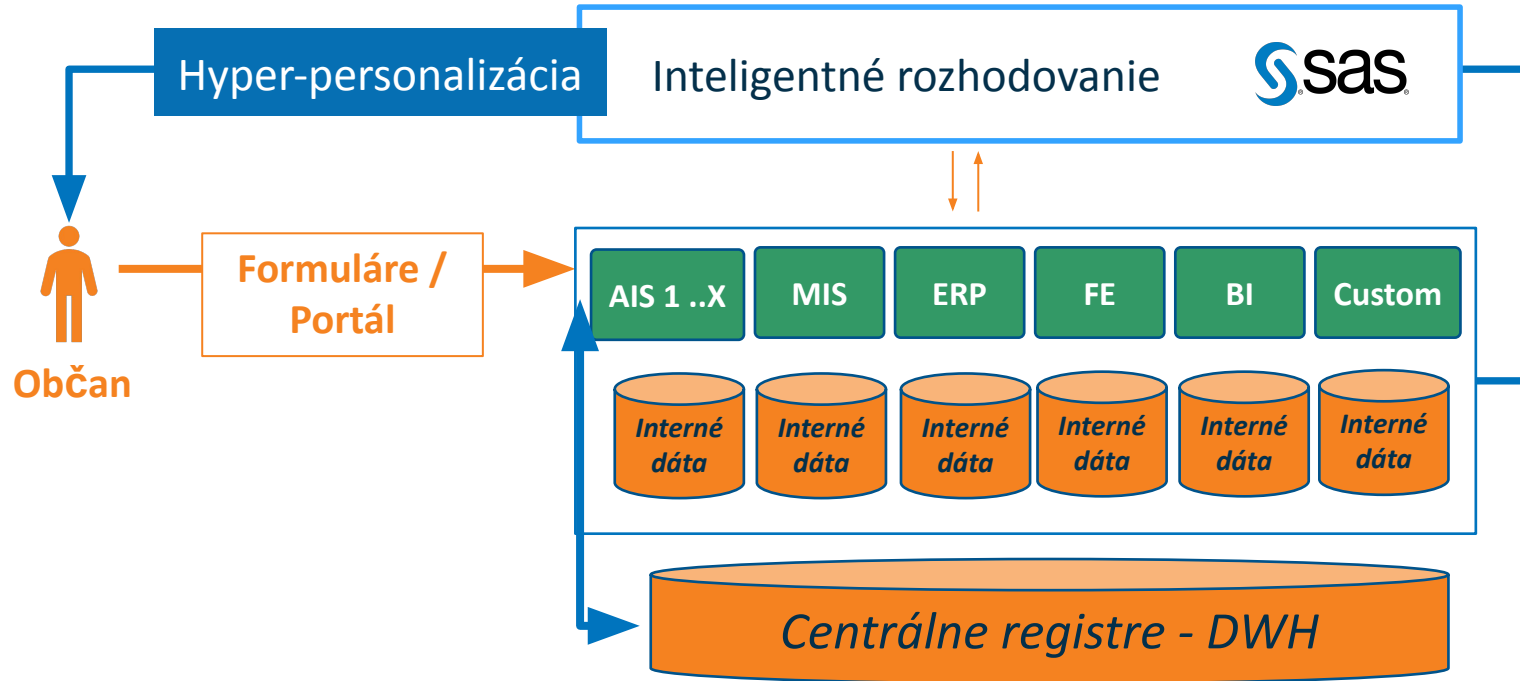 Hyper-personalizácia
Inteligentné rozhodovanie
sas
Formuláre /
Portál
Občan
AIS 1 ..X
MIS
ERP
FE
BI
Custom
Interné
dáta
Interné
dáta
Interné
dáta
Interné
dáta
Interné
dáta
Interné
dáta
Centrálne registre - DWH